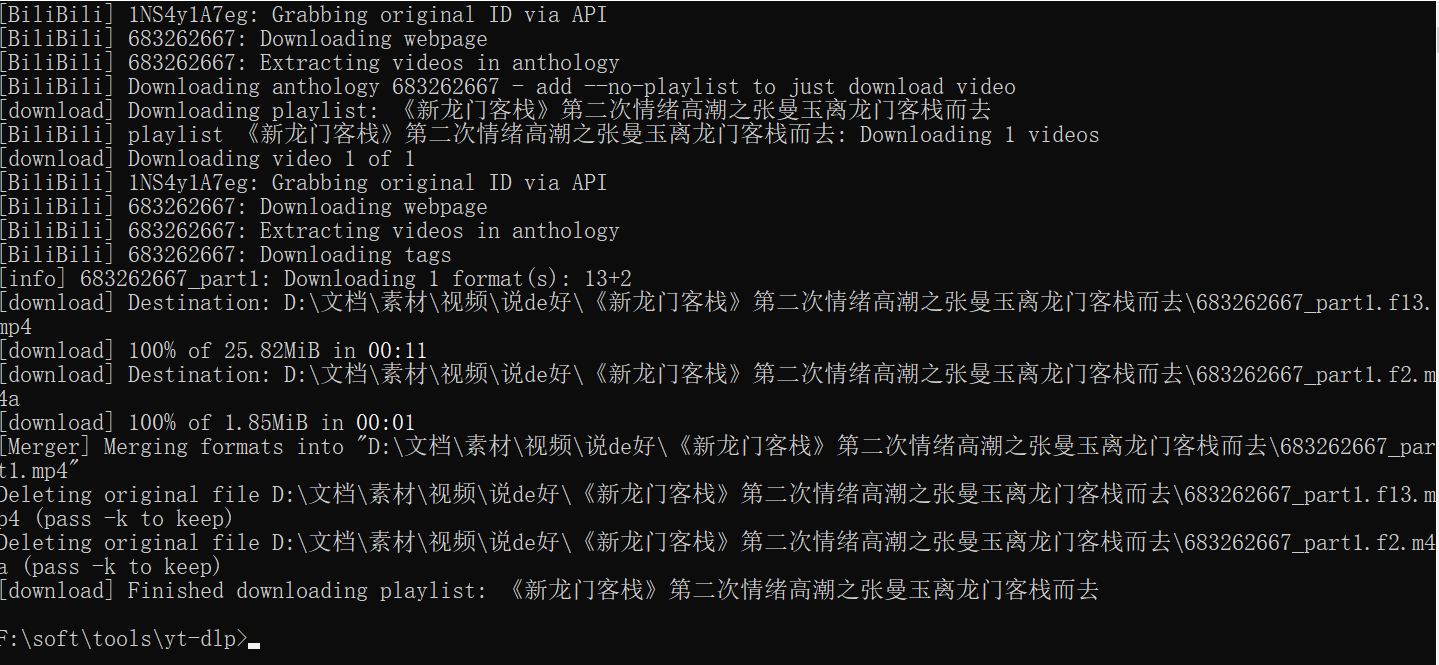 [BiliBili] 1NS4y1A7eg: Grabbing original ID via API
[BiliBili] 683262667: Downloading webpage
[BiliBili] 683262667: Extracting videos in anthology
[BiliBili] Downloading anthology 683262667 - add --no-playlist to just download video
[download] Downloading playlist: 《新龙门客栈》第二次情绪高潮之张曼玉离龙门客栈而去
[BiliBili] playlist 《新龙门客栈》第二次情绪高潮之张曼玉离龙门客栈而去: Downloading 1 videos
[download] Downloading video 1 of 1
[BiliBili] 1NS4y1A7eg: Grabbing original ID via API
[BiliBili] 683262667: Downloading webpage
[BiliBili] 683262667: Extracting videos in anthology
[BiliBili] 683262667: Downloading tags
[info] 683262667_part1: Downloading 1 format(s): 13+2
[download] Destination: D:\文档\素材\视频\说de好\《新龙门客栈》第二次情绪高潮之张曼玉离龙门客栈而去\683262667_part1.f13.
mp4
[download] 100% of 25.82MiB in 00:11
[download] Destination: D:\文档\素材\视频\说de好\《新龙门客栈》第二次情绪高潮之张曼玉离龙门客栈而去\683262667_part1.f2.m
4a
[download] 100% of 1.85MiB in 00:01
[Merger] Merging formats into "D:\文档\素材\视频\说de好\《新龙门客栈》第二次情绪高潮之张曼玉离龙门客栈而去\683262667_par
t1.mp4"
Deleting original file D:\文档\素材\视频\说de好\《新龙门客栈》第二次情绪高潮之张曼玉离龙门客栈而去\683262667_part1.f13.m
p4 (pass -k to keep)
Deleting original file D:\文档\素材\视频\说de好\《新龙门客栈》第二次情绪高潮之张曼玉离龙门客栈而去\683262667_part1.f2.m4
a (pass -k to keep)
[download] Finished downloading playlist: 《新龙门客栈》第二次情绪高潮之张曼玉离龙门客栈而去
F:\soft\tools\yt-dlp>